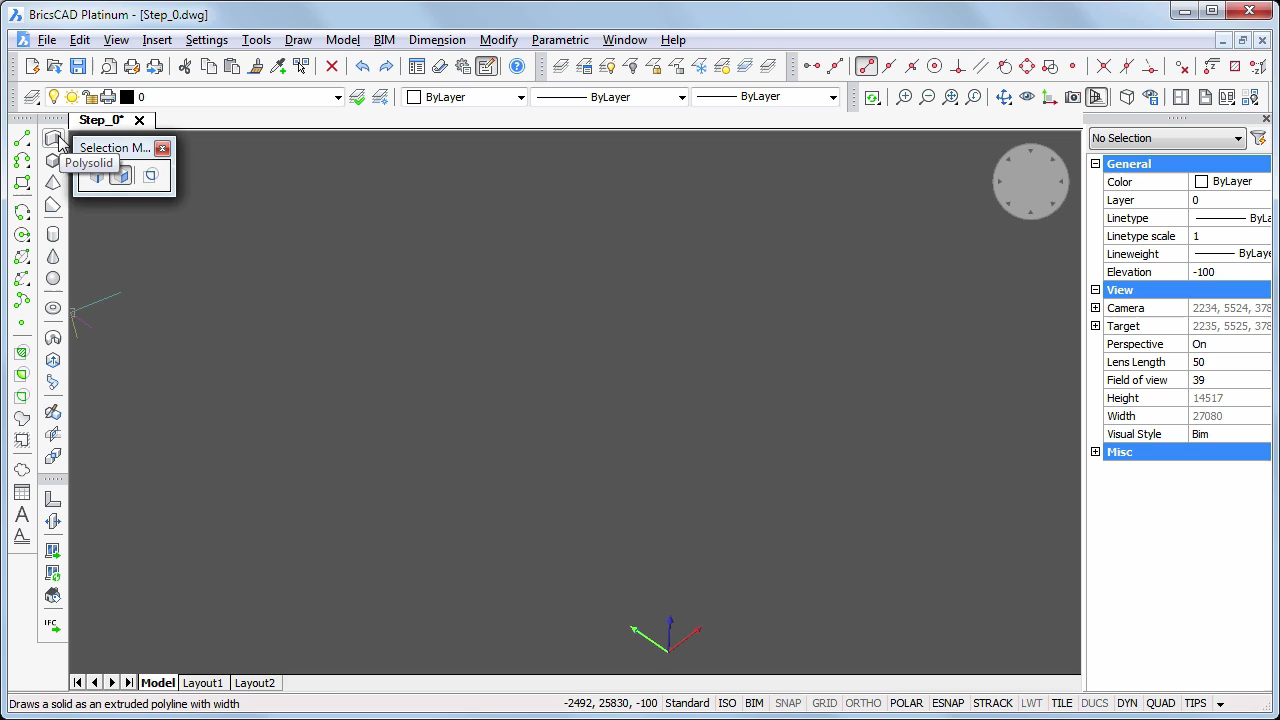 BricsCAD Platinum - [Step_0.dwg]
File Edit View Insert Settings Tools Draw Model BIM Dimension Modify Parametric Window Help
0 ByLayer ByLayer ByLayer
Step_0*
Selection M...
Polysolid
No Selection
General
Color ByLayer
Layer 0
Linetype ByLa
Linetype scale 1
Lineweight ByLaye
Elevation -100
View
Camera 2234, 5524, 378
Target 2235, 5525, 378
Perspective On
Lens Length 50
Field of view 39
Height 14517
Width 27080
Visual Style Bim
Misc
A
A
IFC
Model Layout1 Layout2
Draws a solid as an extruded polyline with width -2492, 25830, -100 Standard ISO BIM SNAP GRID ORTHO POLAR ESNAP STRACK LWT TILE DUCS DYN QUAD TIPS